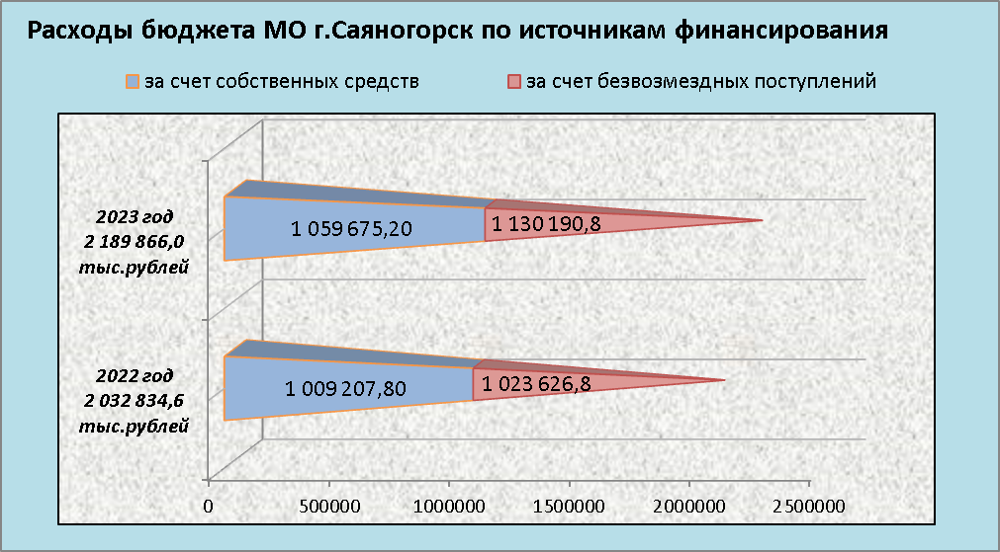 Расходы бюджета МО г.Саяногорск по источникам финансирования
за счет собственных средств за счет безвозмездных поступлений
2023 год
2 189 866,0
тыс.рублей
1 059 675,20 1 130 190,8
2022 год
2 032 834,6
тыс.рублей
1 009 207,80 1 023 626,8
0 500000 1000000 1500000 2000000 2500000